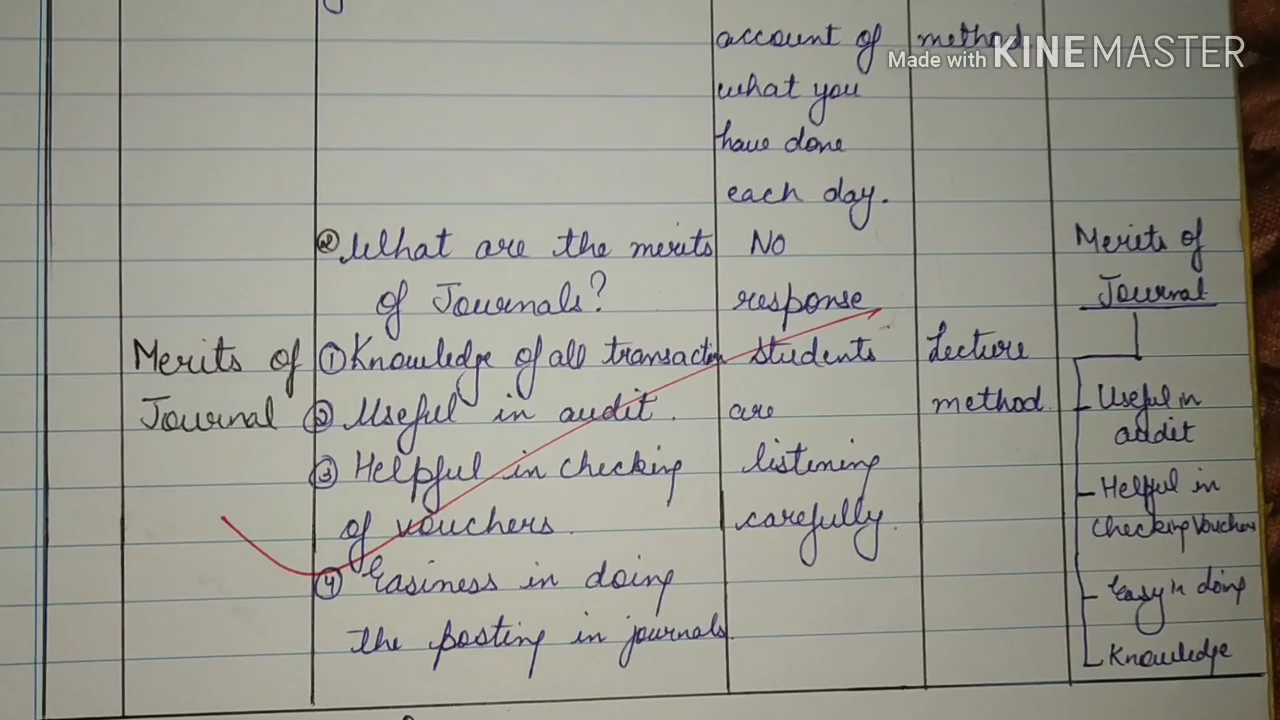 account of
method
what you
have done
each day.
Made with KINEMASTER
② What are the merits
of Journals?
No
response
Merits of
Journal
Merits of
Journal
① Knowledge of all transaction
② Useful in audit.
③ Helpful in checking
of vouchers.
④ Easiness in doing
the posting in journals
students
are
listening
carefully.
Lecture
method.
Useful in
audit
Helpful in
checking Vouchers
Easy in doing
Knowledge